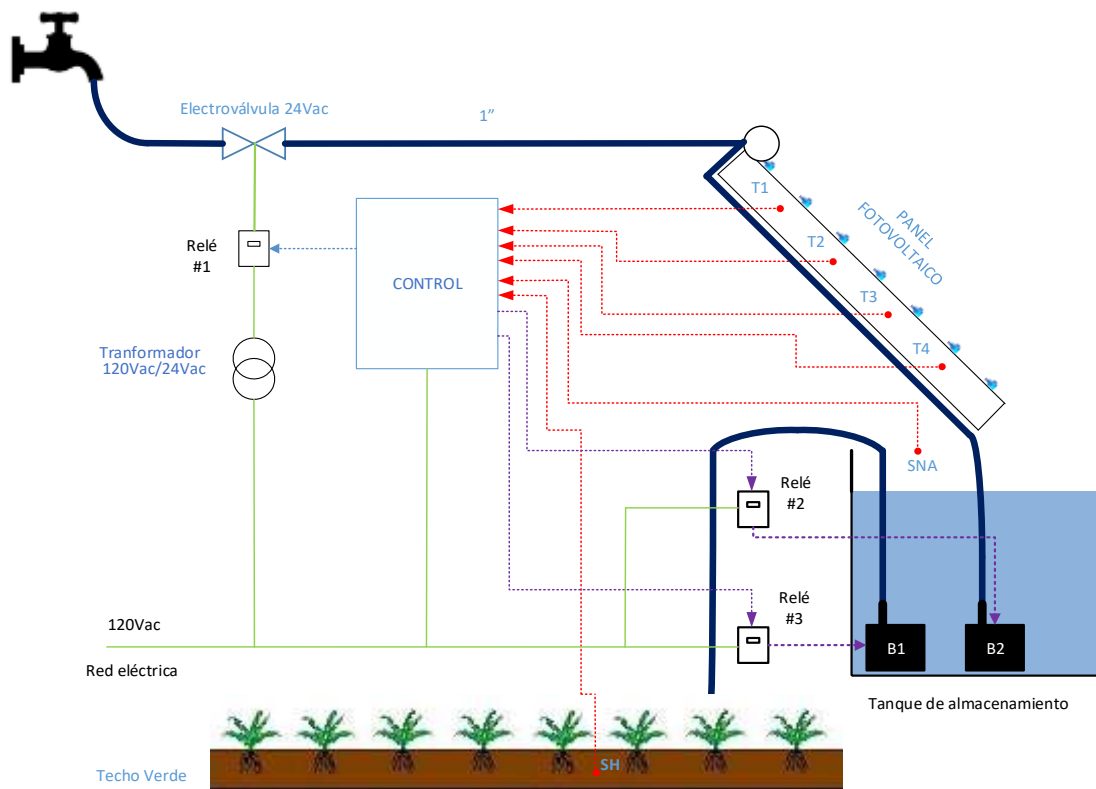 Electroválvula 24Vac
1”
T1
PANEL
FOTOVOLTAICO
T2
Relé
#1
CONTROL
T3
Tranformador
120Vac/24Vac
T4
SNA
Relé
#2
Relé
#3
120Vac
B1
B2
Red eléctrica
Tanque de almacenamiento
SH
Techo Verde